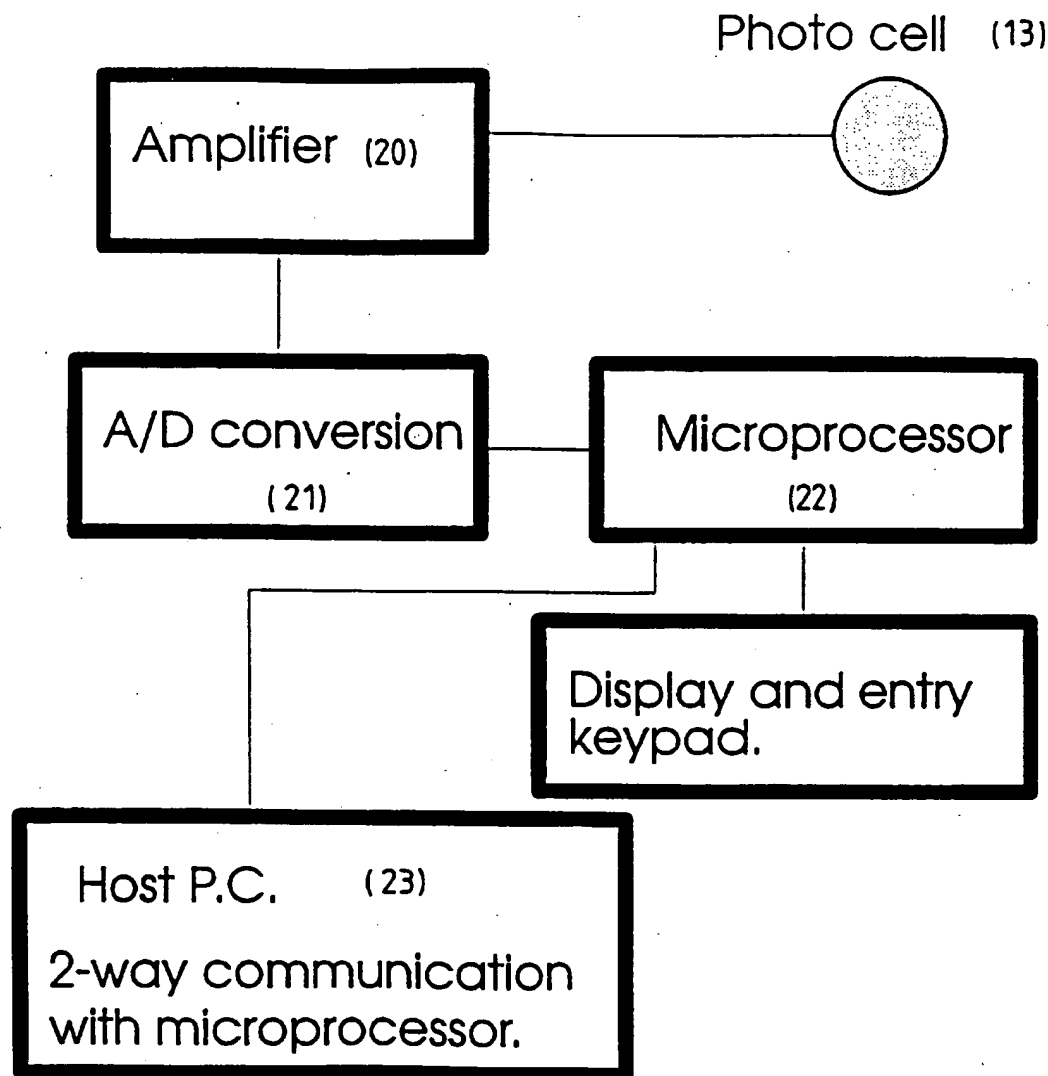 Photo cell (13)
Amplifier (20)
A/D conversion
(21)
Microprocessor
(22)
Display and entry
keypad.
Host P.C. (23)
2-way communication
with microprocessor.